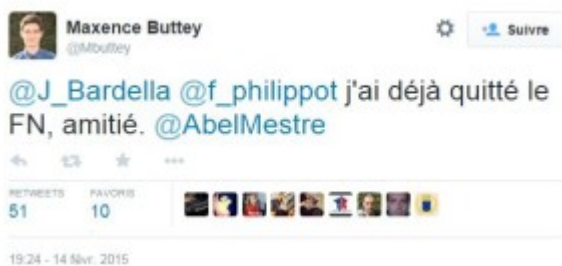 Maxence Buttey
@Mbuttey
Suivre
@J_Bardella @f_philippot j'ai déjà quitté le
FN, amitié. @AbelMestre
RETWEETS FAVORIS
51 10
19:24 - 14 févr. 2015